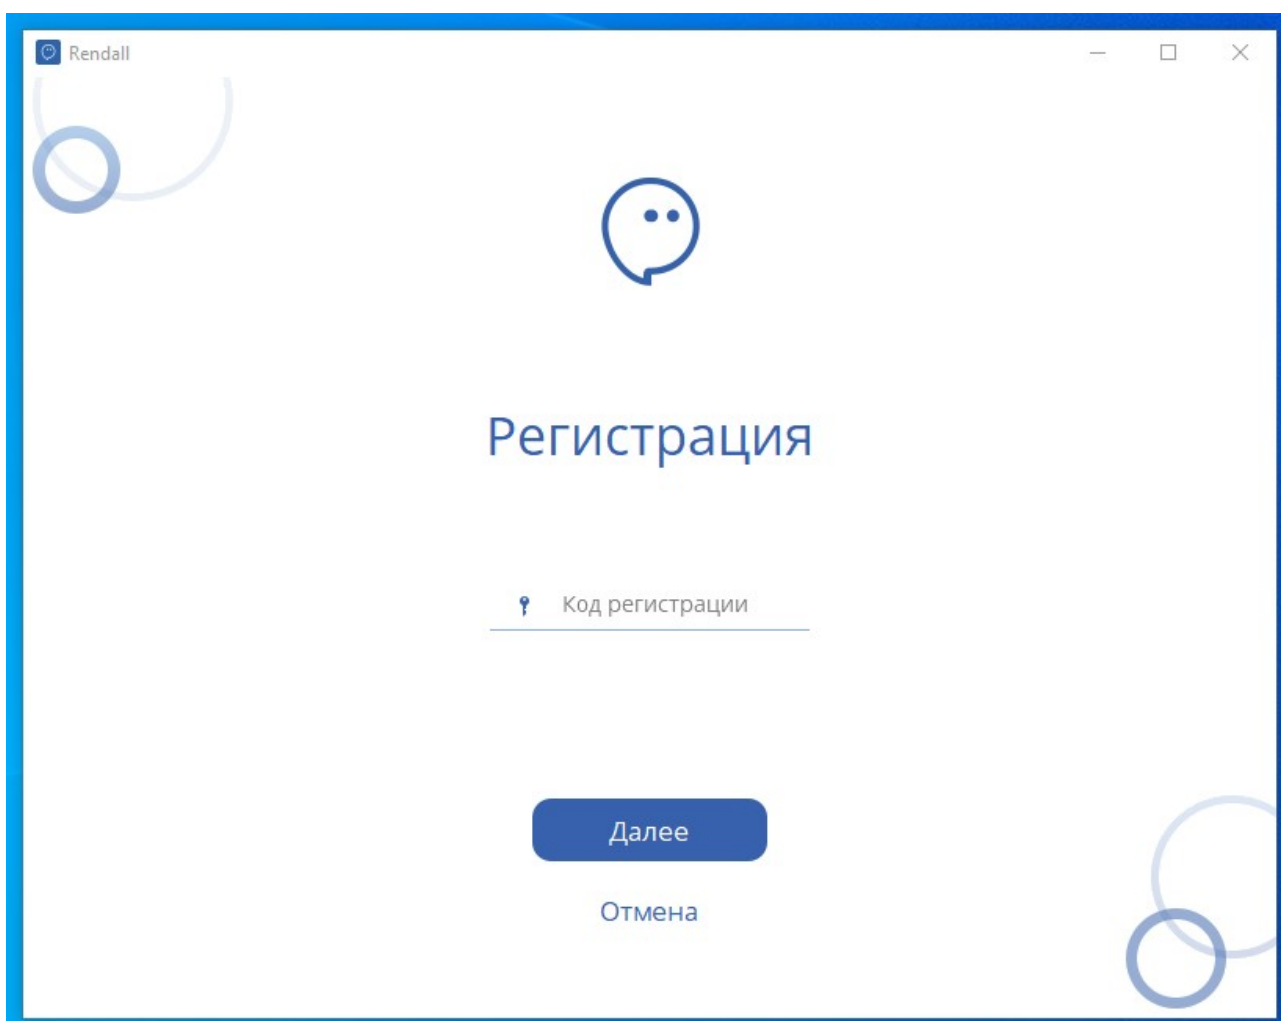 Rendall
Регистрация
Код регистрации
Далее
Отмена